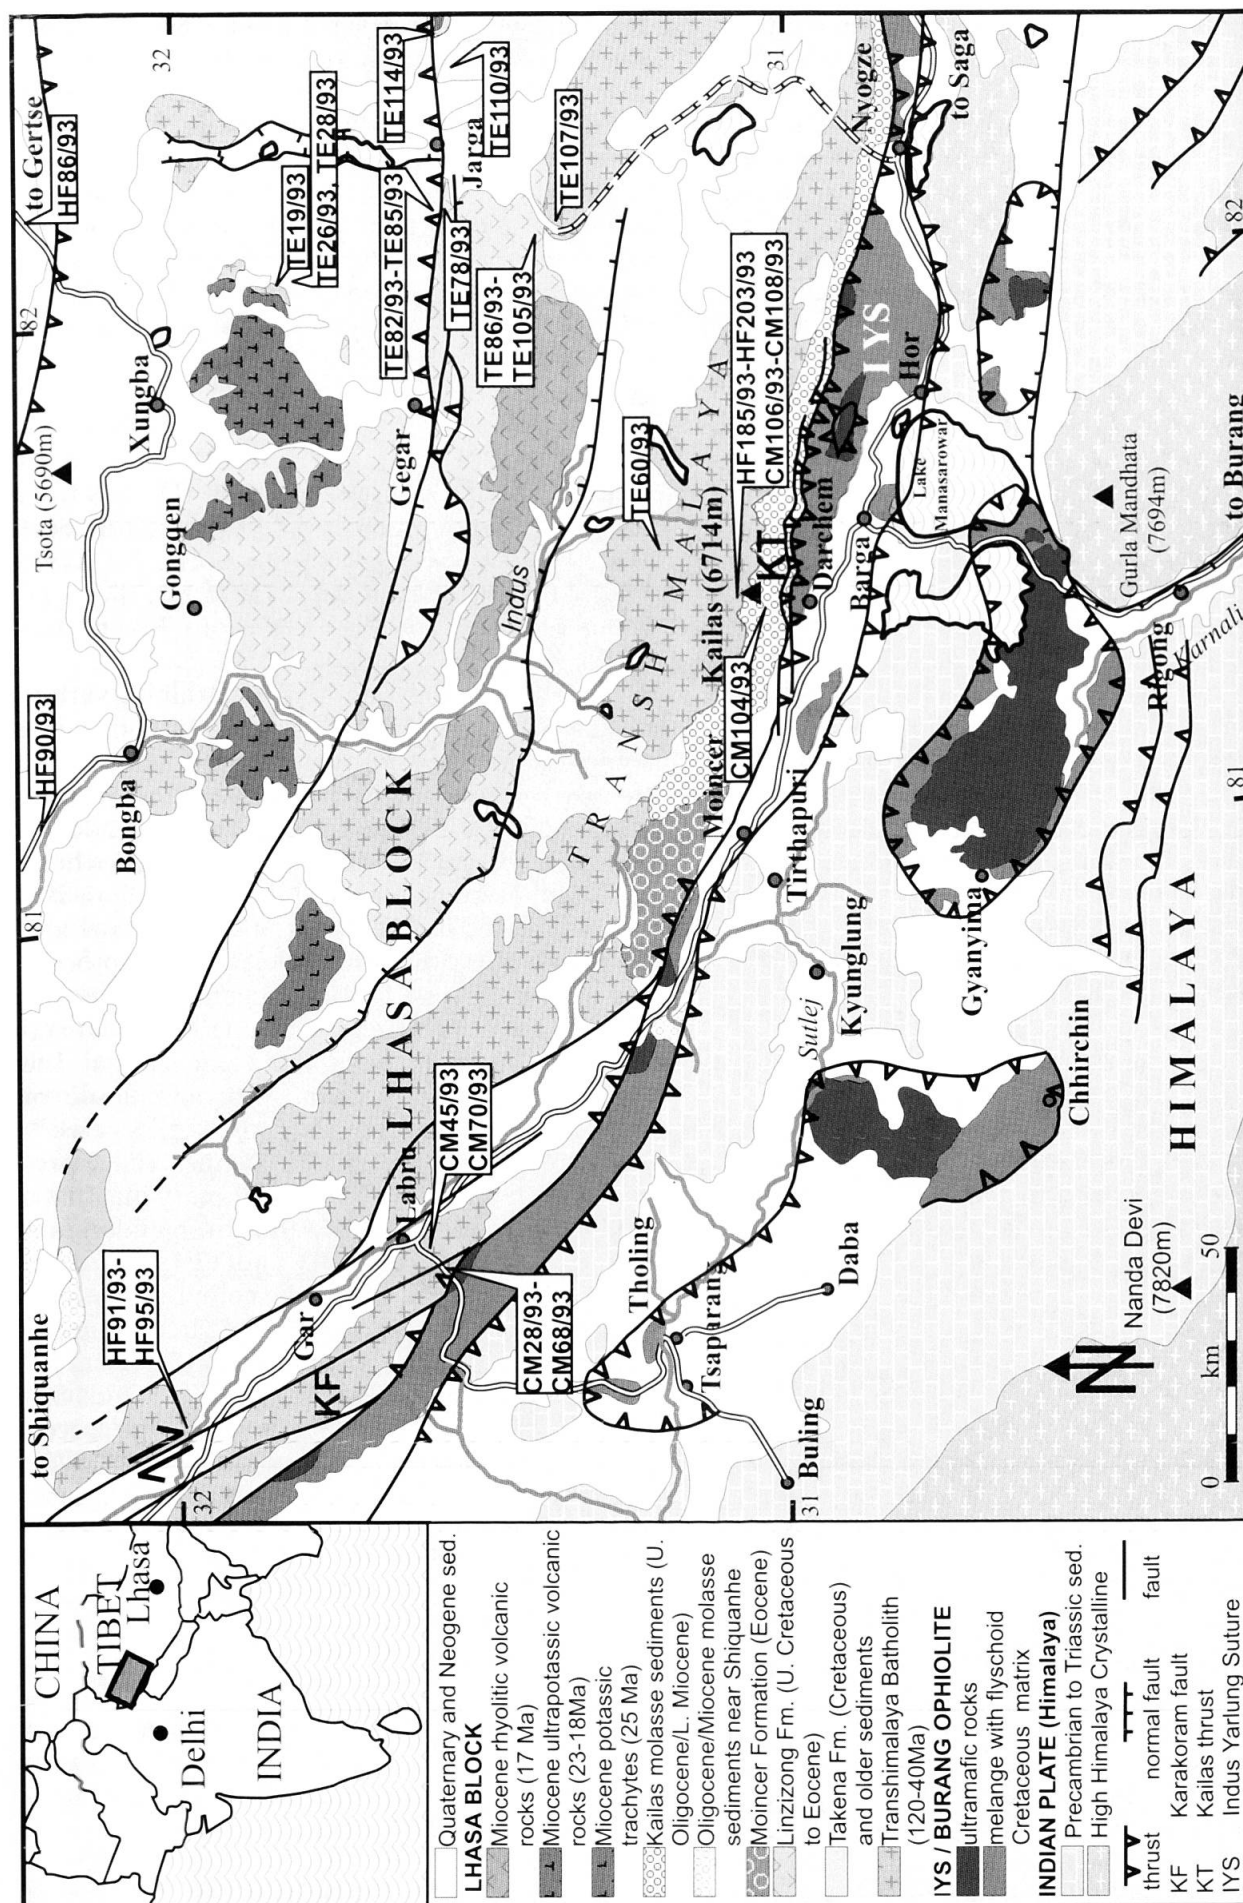 CHINA
TIBET
Lhasa
Delhi
INDIA
Quaternary and Neogene sed.
LHASA BLOCK
Miocene rhyolitic volcanic
rocks (17 Ma)
Miocene ultrapotassic volcanic
rocks (23-18Ma)
Miocene potassic
trachytes (25 Ma)
Kailas molasse sediments (U.
Oligocene/L. Miocene)
Oligocene/Miocene molasse
sediments near Shiquanhe
Moincer Formation (Eocene)
Linzizong Fm. (U. Cretaceous
to Eocene)
Takena Fm. (Cretaceous)
and older sediments
Transhimalaya Batholith
(120-40Ma)
IYS / BURANG OPHIOLITE
ultramafic rocks
melange with flyschoid
Cretaceous matrix
INDIAN PLATE (Himalaya)
Precambrian to Triassic sed.
High Himalaya Crystalline
thrust
normal fault
fault
KF Karakoram fault
KT Kailas thrust
IYS Indus Yarlung Suture
to Shiquanhe
81
HF90/93
82
to Gertse
HF86/93
Tsota (5690m)
Xungba
Bongba
Gongqen
HF91/93-
HF95/93
32
32
TE19/93
TE26/93, TE28/93
Gar
KF
Labru
LHASA BLOCK
Gegar
TE82/93-TE85/93
TE78/93
TE114/93
Jarga
TE110/93
CM45/93
CM70/93
Indus
TE86/93-
TE105/93
TE107/93
CM28/93-
CM68/93
TRANSHIMALAYA
TE60/93
Tholing
Tsaparang
Moincer
Kailas (6714m)
CM104/93
HF185/93-HF203/93
CM106/93-CM108/93
KT
31
31
Buling
Daba
Sutlej
Kyunglung
Tirthapuri
Darchem
Barga
IYS
Hor
Nyogze
to Saga
Lake
Manasarowar
Gyanyima
Chhirchin
Gurla Mandhata
(7694m)
Nanda Devi
(7820m)
N
HIMALAYA
Rigong
Karnali
to Burang
81
82
0 km 50